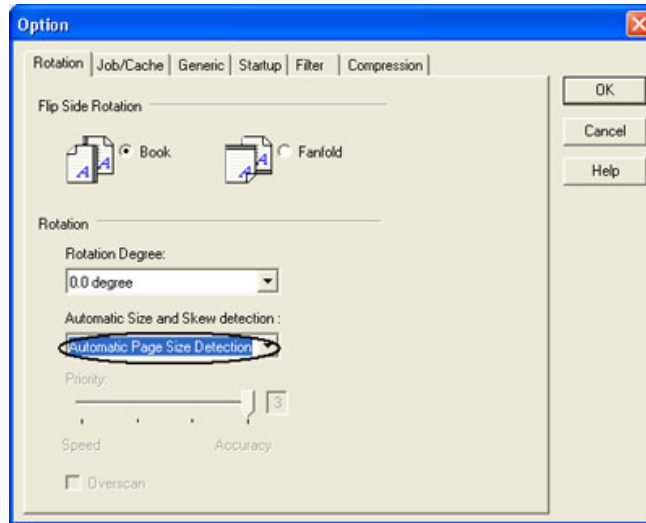 Option
Rotation Job/Cache Generic Startup Filter Compression
OK
Flip Side Rotation
Cancel
A A Book A A Fanfold
Help
Rotation
Rotation Degree:
0.0 degree
Automatic Size and Skew detection :
Automatic Page Size Detection
Priority:
3
Speed Accuracy
Overscan